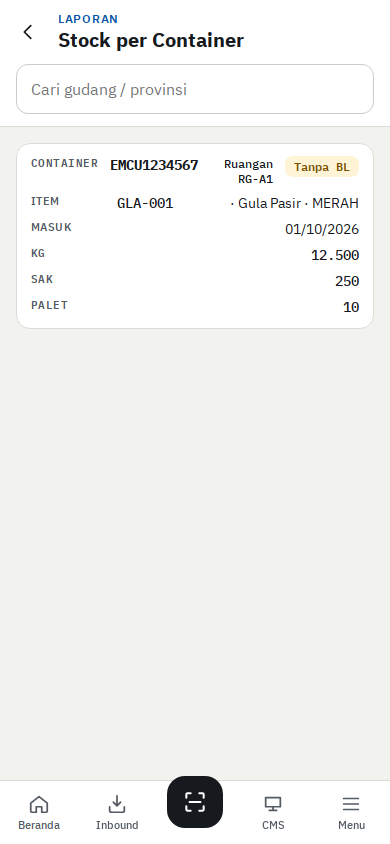 LAPORAN
Stock per Container
Cari gudang / provinsi
CONTAINER EMCU1234567 Ruangan RG-A1 Tanpa BL
ITEM GLA-001 · Gula Pasir · MERAH
MASUK 01/10/2026
KG 12.500
SAK 250
PALET 10
Beranda Inbound CMS Menu